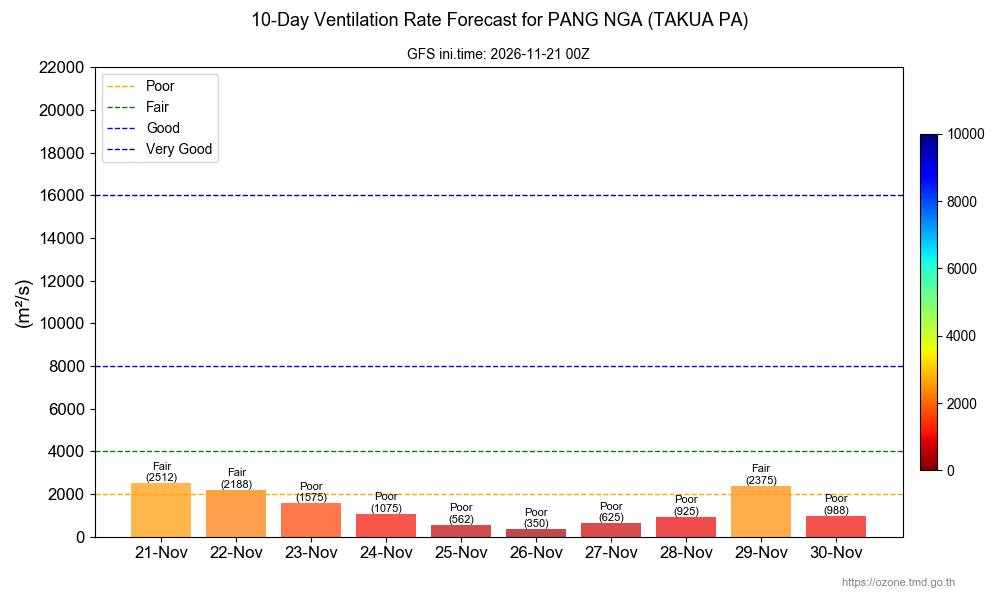 10-Day Ventilation Rate Forecast for PANG NGA (TAKUA PA)
GFS ini.time: 2026-11-21 00Z
22000
20000
18000
16000
14000
12000
10000
8000
6000
4000
2000
0
(m²/s)
Poor
Fair
Good
Very Good
Fair
(2512)
Fair
(2188)
Poor
(1575)
Poor
(1075)
Poor
(562)
Poor
(350)
Poor
(625)
Poor
(925)
Fair
(2375)
Poor
(988)
21-Nov
22-Nov
23-Nov
24-Nov
25-Nov
26-Nov
27-Nov
28-Nov
29-Nov
30-Nov
10000
8000
6000
4000
2000
0
https://ozone.tmd.go.th